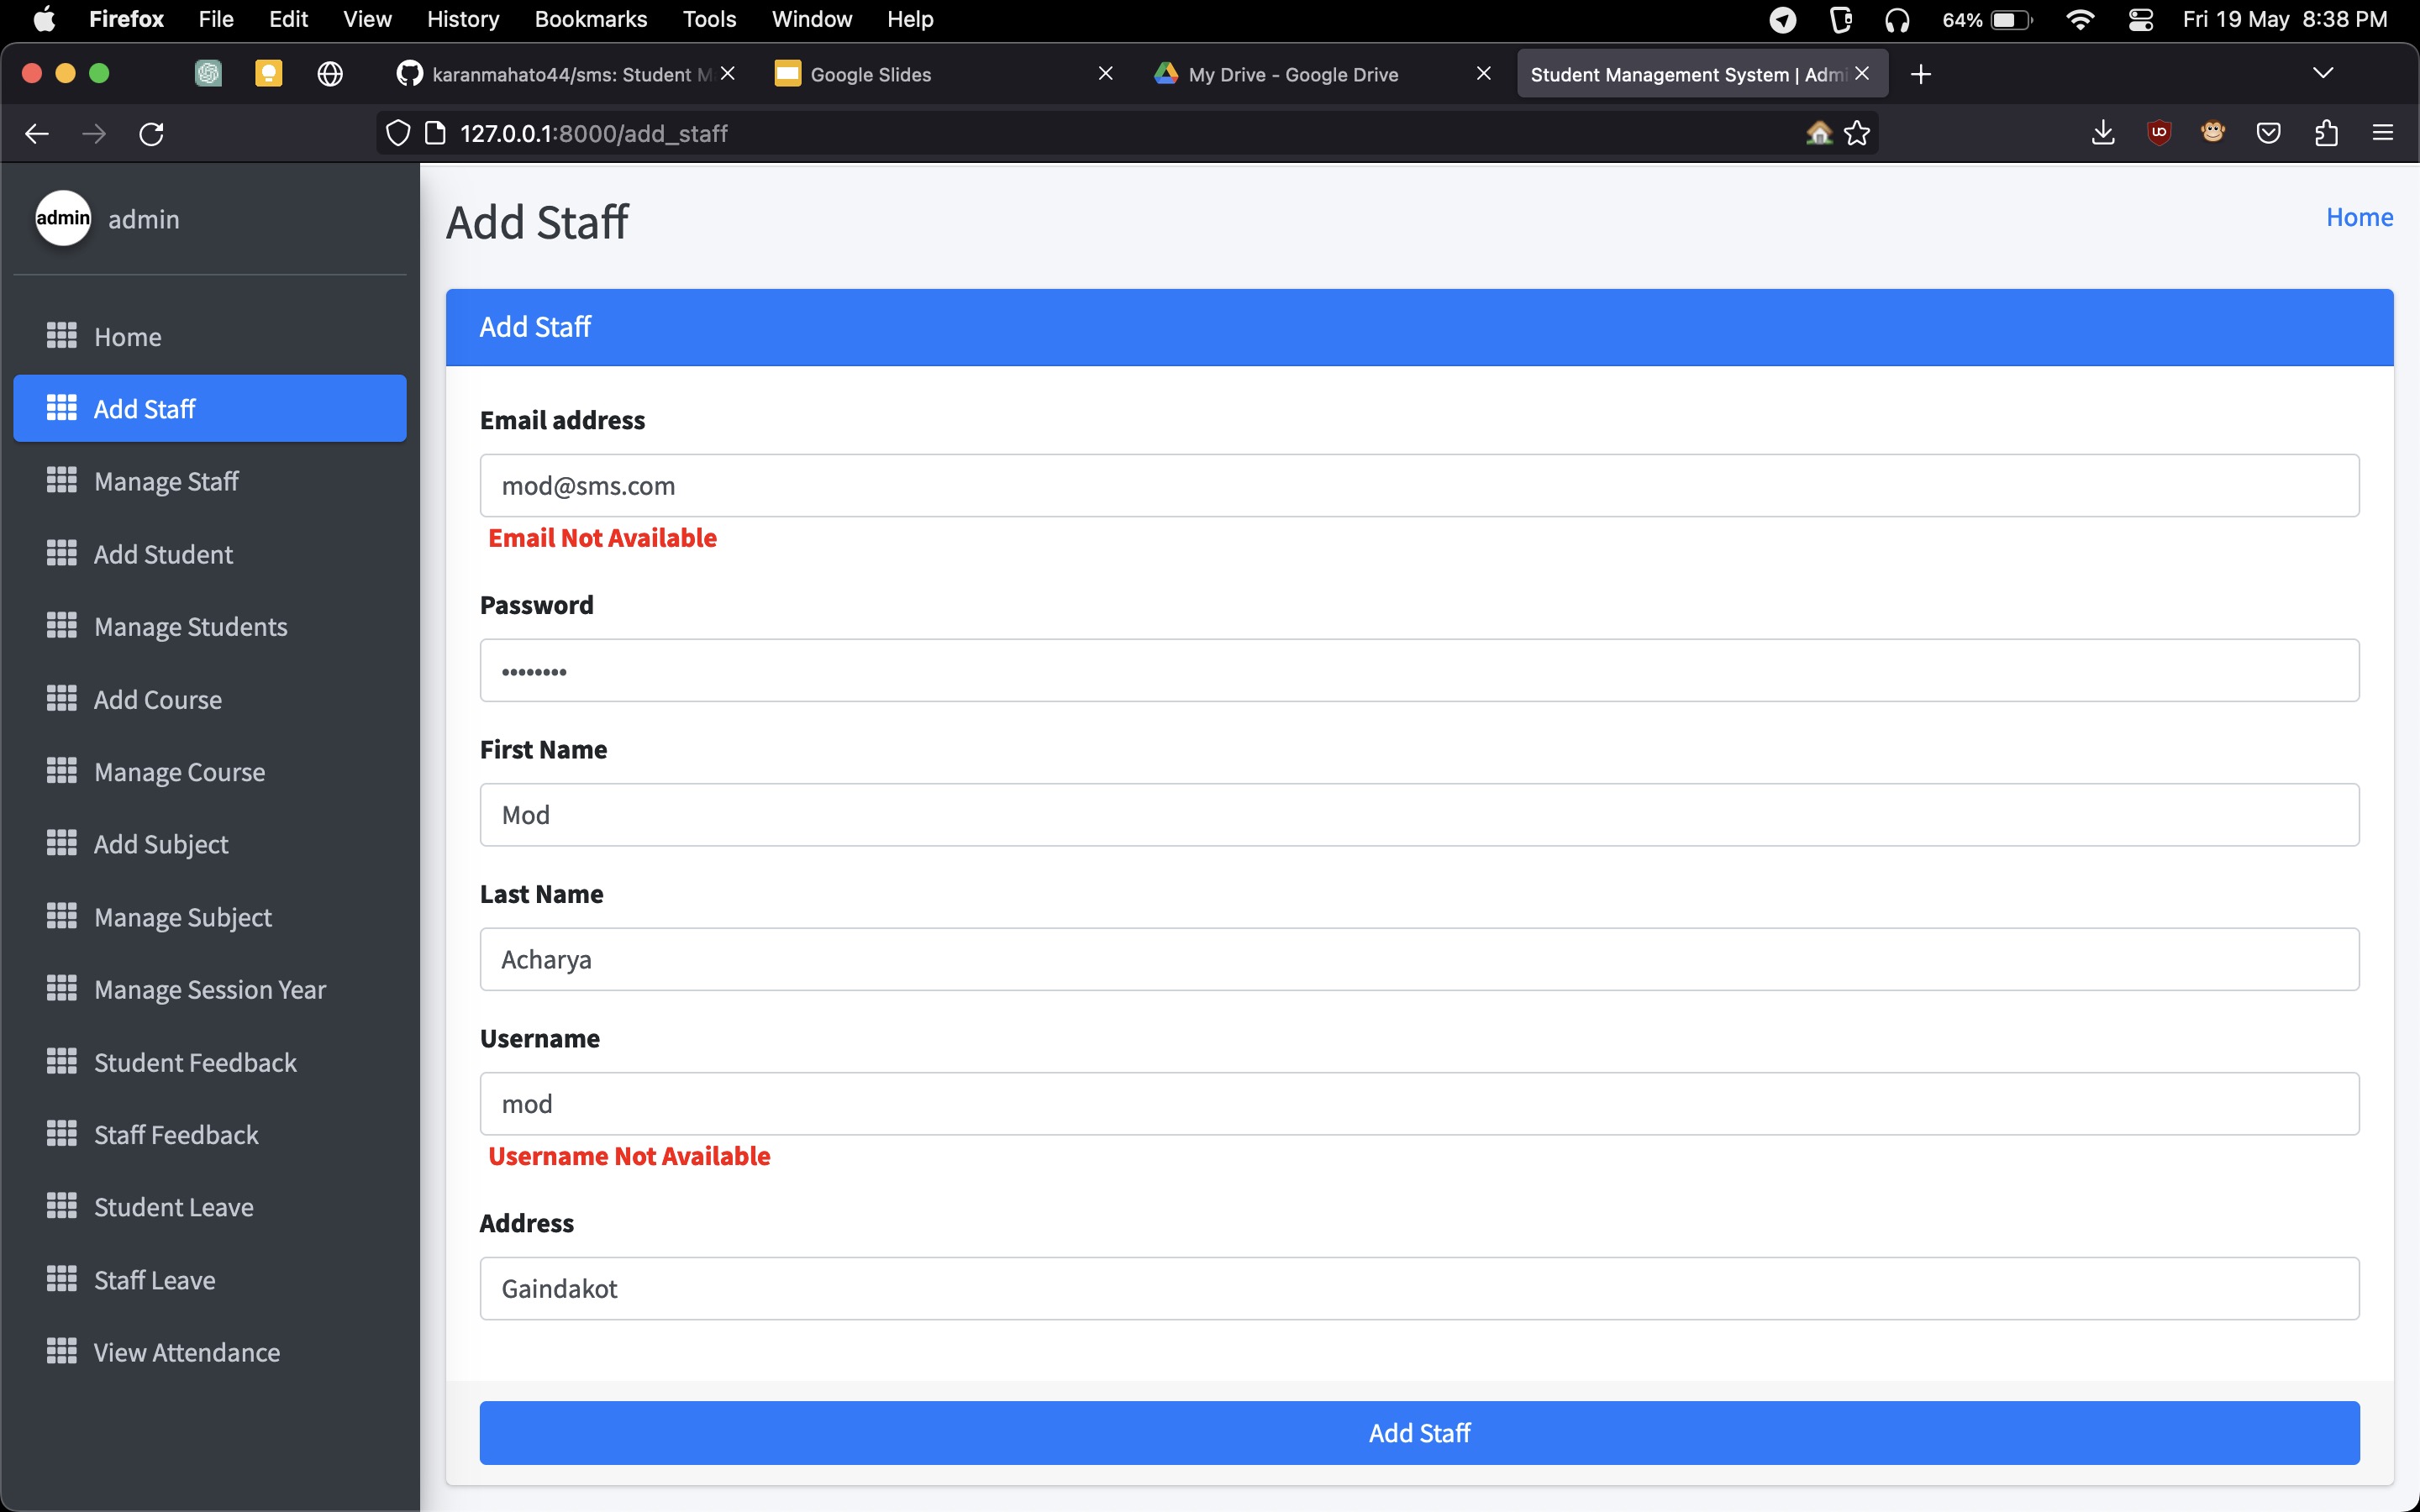 Firefox File Edit View History Bookmarks Tools Window Help 64% Fri 19 May 8:38 PM
karanmahato44/sms: Student M Google Slides My Drive - Google Drive Student Management System | Admi
127.0.0.1:8000/add_staff
admin admin
Home
Add Staff
Manage Staff
Add Student
Manage Students
Add Course
Manage Course
Add Subject
Manage Subject
Manage Session Year
Student Feedback
Staff Feedback
Student Leave
Staff Leave
View Attendance
Add Staff
Home
Add Staff
Email address
mod@sms.com
Email Not Available
Password
••••••••
First Name
Mod
Last Name
Acharya
Username
mod
Username Not Available
Address
Gaindakot
Add Staff